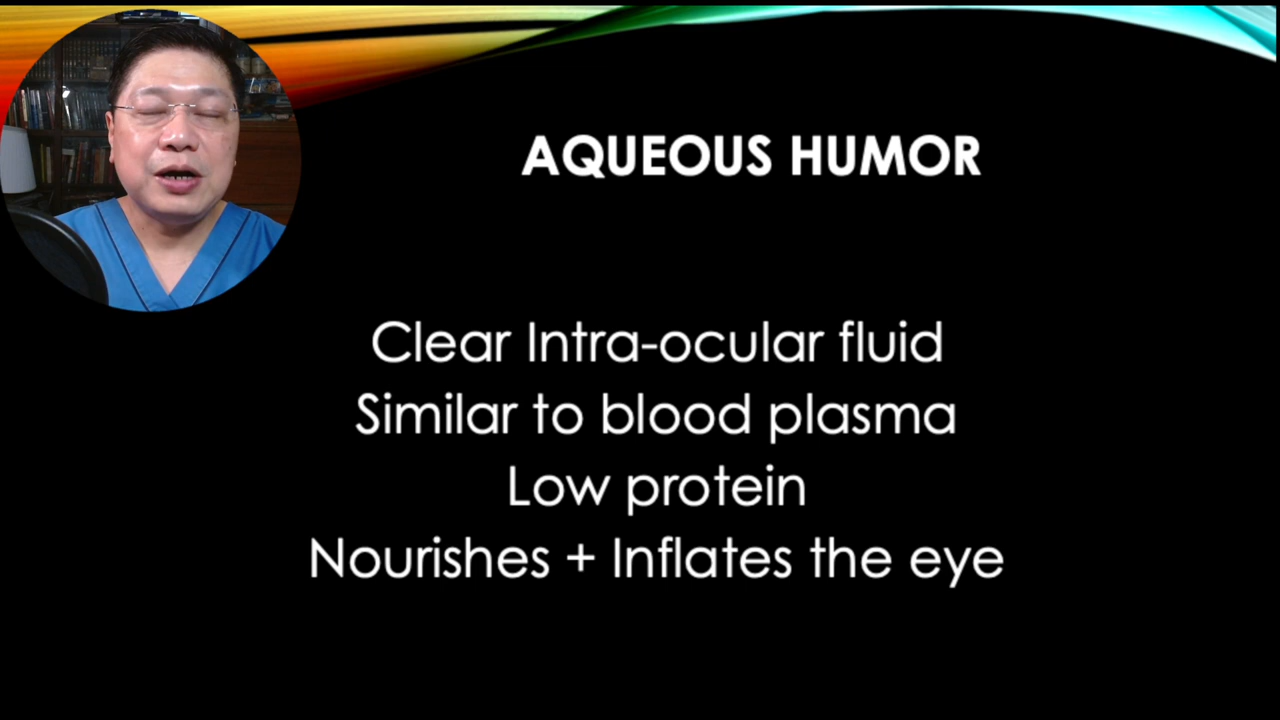 AQUEOUS HUMOR
Clear Intra-ocular fluid
Similar to blood plasma
Low protein
Nourishes + Inflates the eye